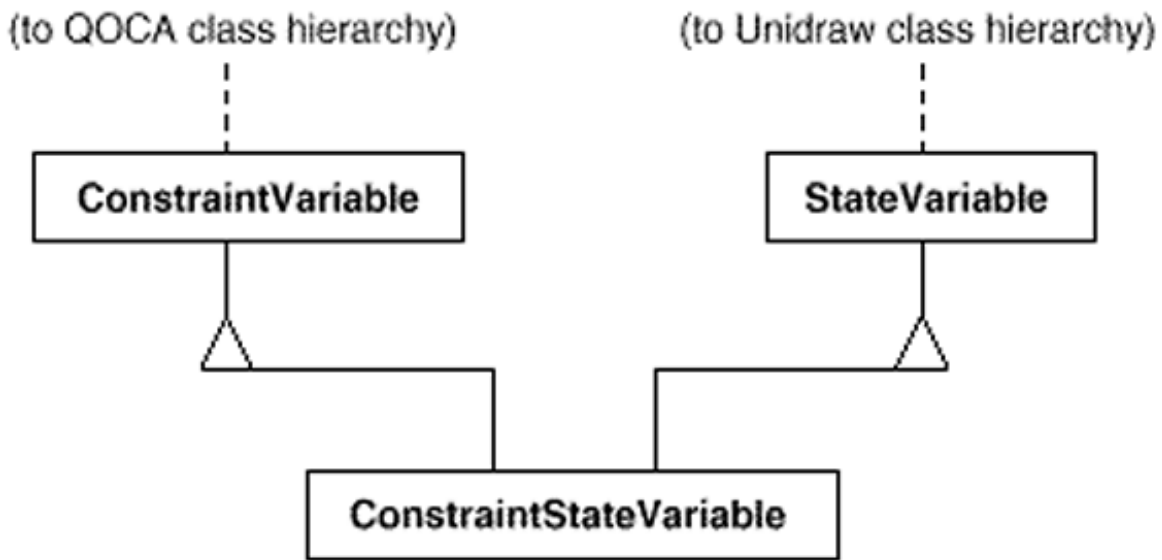 (to QOCA class hierarchy)
(to Unidraw class hierarchy)
ConstraintVariable
StateVariable
ConstraintStateVariable